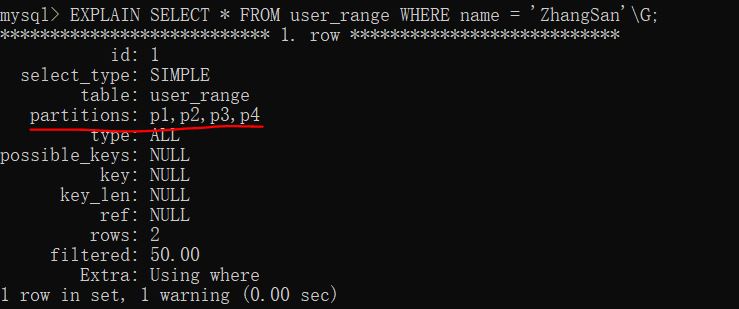 mysql> EXPLAIN SELECT * FROM user_range WHERE name = 'ZhangSan'\G;
*************************** 1. row ***************************
id: 1
select_type: SIMPLE
table: user_range
partitions: p1,p2,p3,p4
type: ALL
possible_keys: NULL
key: NULL
key_len: NULL
ref: NULL
rows: 2
filtered: 50.00
Extra: Using where
1 row in set, 1 warning (0.00 sec)